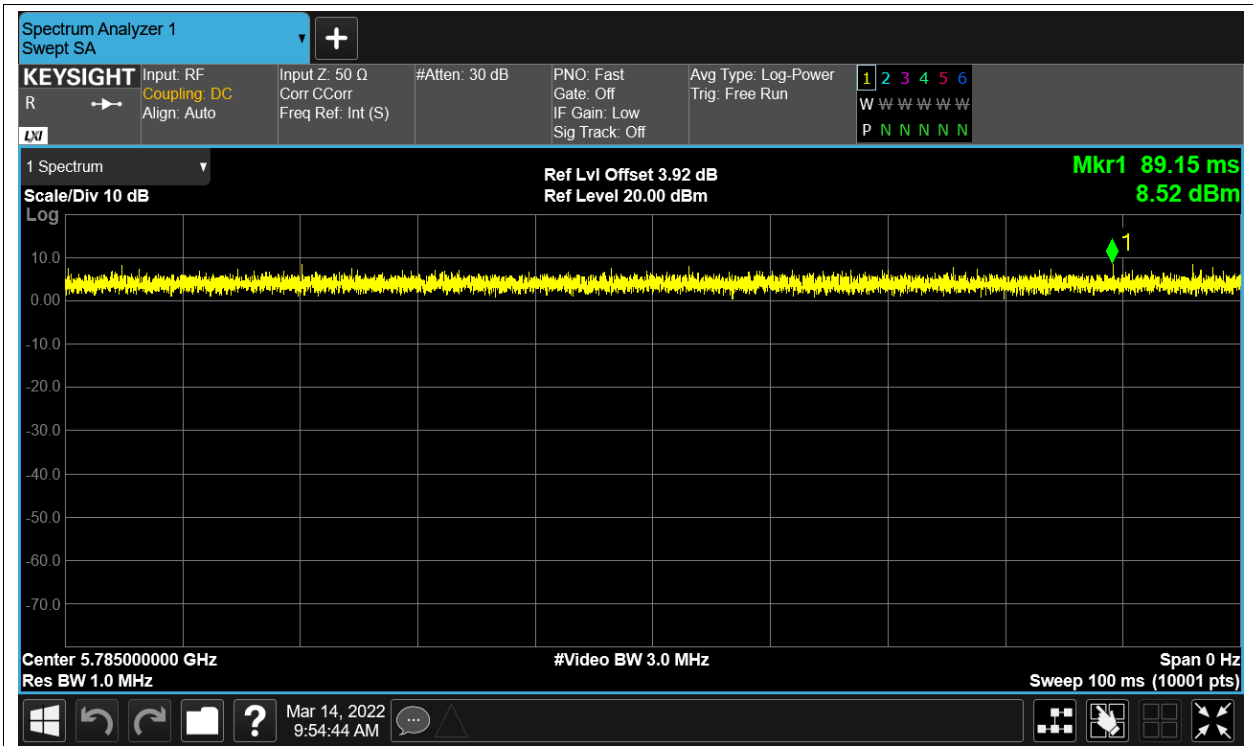 Spectrum Analyzer 1
Swept SA
KEYSIGHT
R
LXI
Input: RF
Coupling: DC
Align: Auto
Input Z: 50 Ω
Corr CCorr
Freq Ref: Int (S)
#Atten: 30 dB
PNO: Fast
Gate: Off
IF Gain: Low
Sig Track: Off
Avg Type: Log-Power
Trig: Free Run
1 2 3 4 5 6
W W W W W W
P N N N N N
1 Spectrum
Scale/Div 10 dB
Ref Lvl Offset 3.92 dB
Ref Level 20.00 dBm
Mkr1 89.15 ms
8.52 dBm
Log
1
10.0
0.00
-10.0
-20.0
-30.0
-40.0
-50.0
-60.0
-70.0
Center 5.785000000 GHz
Res BW 1.0 MHz
#Video BW 3.0 MHz
Span 0 Hz
Sweep 100 ms (10001 pts)
?
Mar 14, 2022
9:54:44 AM